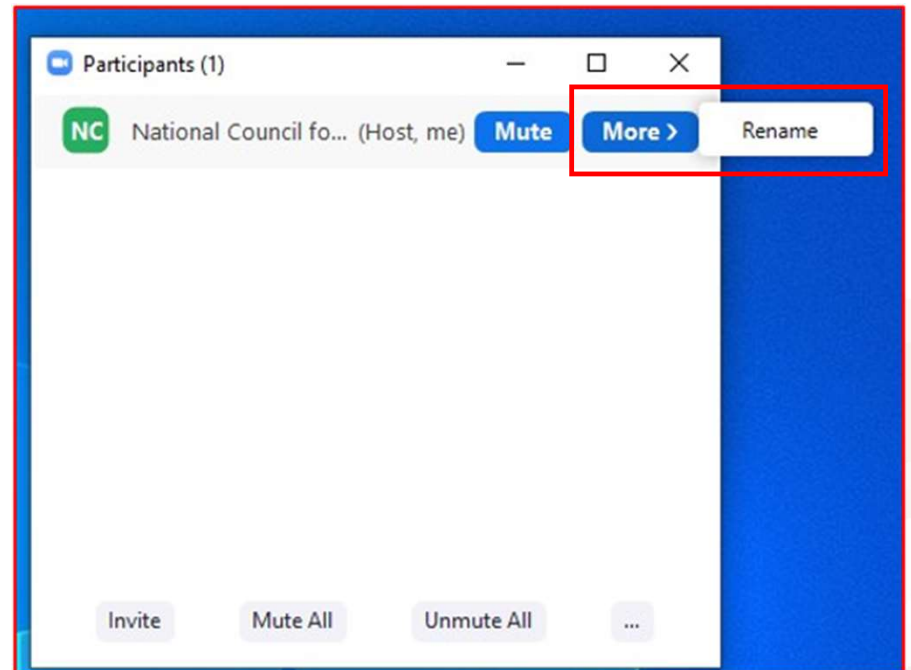 Participants (1)
NC National Council fo... (Host, me) Mute More > Rename
Invite Mute All Unmute All ...